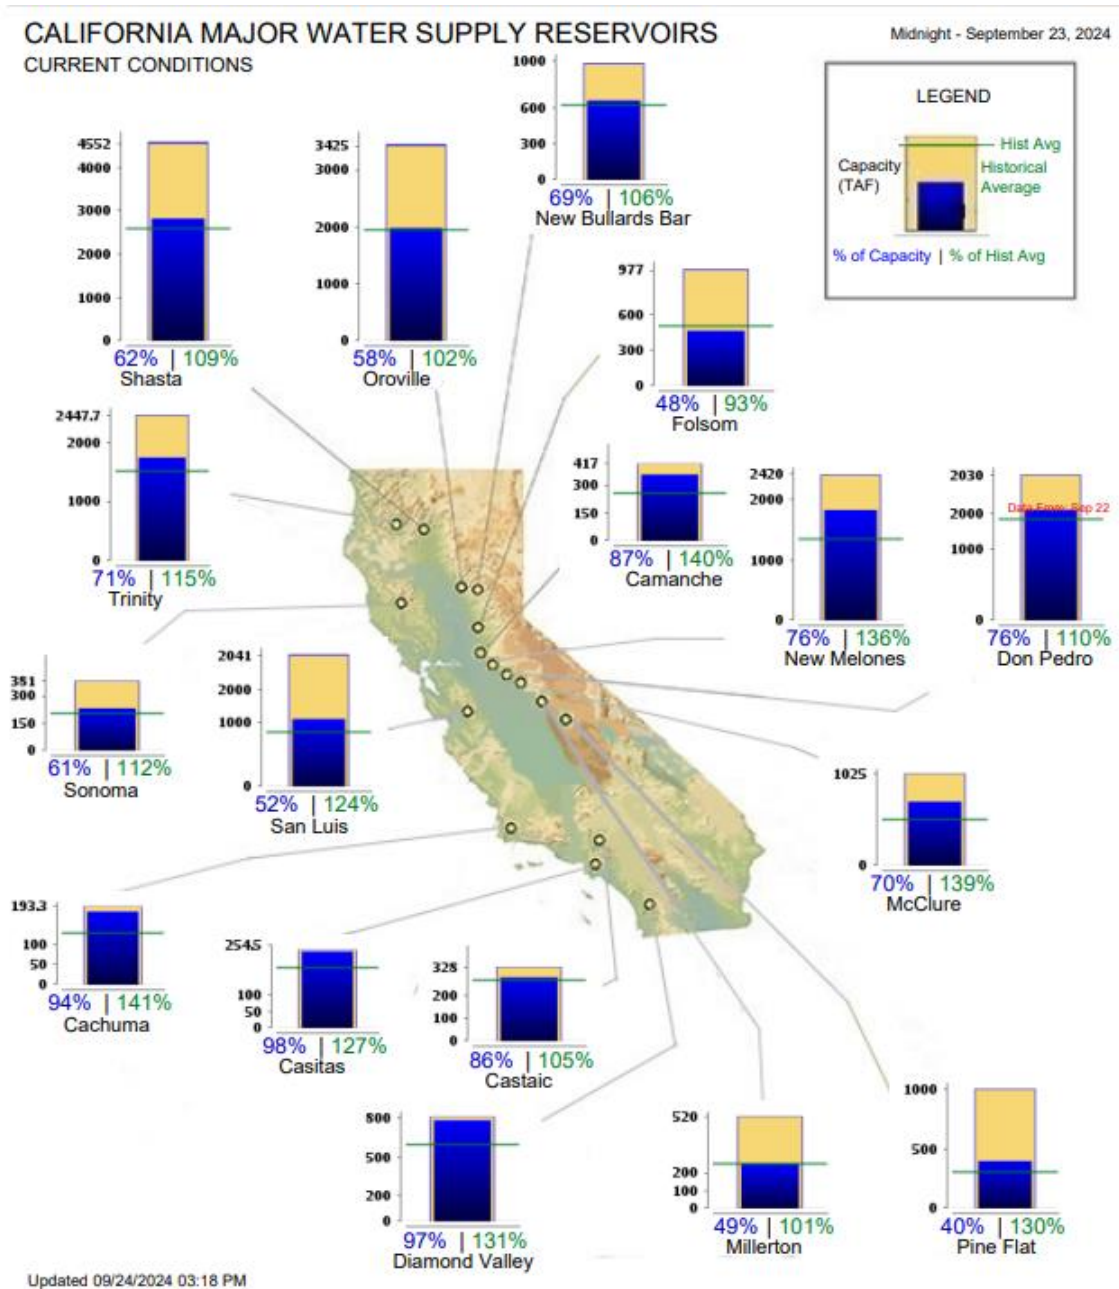 CALIFORNIA MAJOR WATER SUPPLY RESERVOIRS
CURRENT CONDITIONS
Midnight - September 23, 2024
LEGEND
Hist Avg
Capacity
(TAF)
Historical
Average
% of Capacity | % of Hist Avg
1000
600
300
0
69% | 106%
New Bullards Bar
4552
4000
3000
2000
1000
0
62% | 109%
Shasta
3425
3000
2000
1000
0
58% | 102%
Oroville
977
600
300
0
48% | 93%
Folsom
2447.7
2000
1000
0
71% | 115%
Trinity
417
300
150
0
87% | 140%
Camanche
2420
2000
1000
0
76% | 136%
New Melones
2030
2000
1000
0
Data From: Sep 22
76% | 110%
Don Pedro
381
300
150
0
61% | 112%
Sonoma
2041
2000
1000
0
52% | 124%
San Luis
1025
0
70% | 139%
McClure
193.3
100
50
0
94% | 141%
Cachuma
254.5
100
50
0
98% | 127%
Casitas
328
200
100
0
86% | 105%
Castaic
800
500
200
0
97% | 131%
Diamond Valley
520
200
100
0
49% | 101%
Millerton
1000
500
0
40% | 130%
Pine Flat
Updated 09/24/2024 03:18 PM